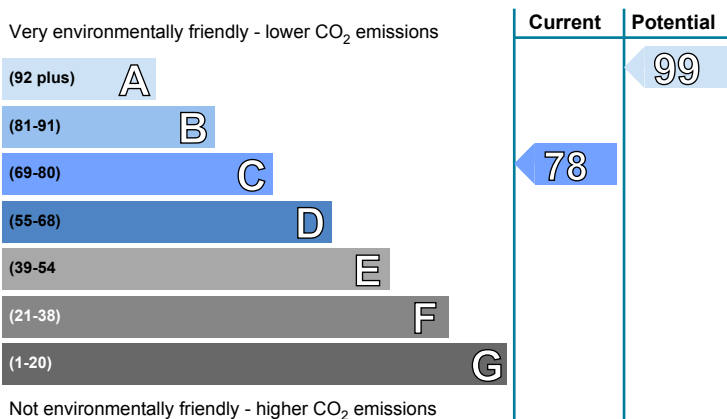 Very environmentally friendly - lower CO2 emissions
Current
Potential
(92 plus) A
99
(81-91) B
(69-80) C
78
(55-68) D
(39-54 E
(21-38) F
(1-20) G
Not environmentally friendly - higher CO2 emissions